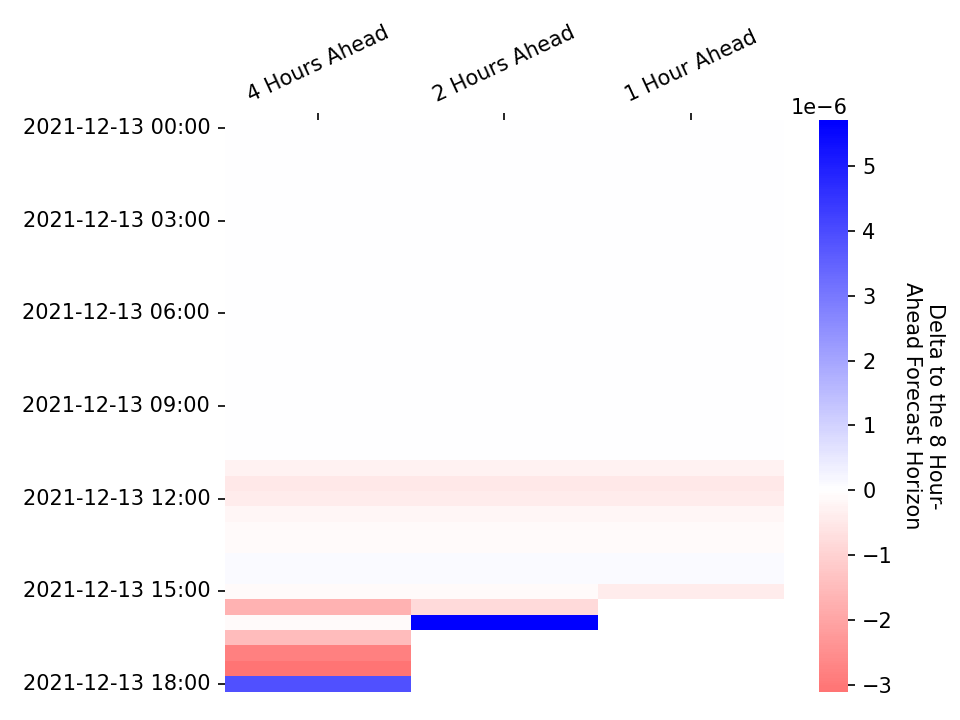 4 Hours Ahead
2 Hours Ahead
1 Hour Ahead
2021-12-13 00:00
2021-12-13 03:00
2021-12-13 06:00
2021-12-13 09:00
2021-12-13 12:00
2021-12-13 15:00
2021-12-13 18:00
1e−6
5
4
3
2
1
0
−1
−2
−3
Delta to the 8 Hour-
Ahead Forecast Horizon